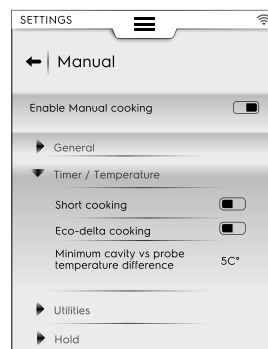 SETTINGS
Manual
Enable Manual cooking
General
Timer / Temperature
Short cooking
Eco-delta cooking
Minimum cavity vs probe
temperature difference
5C°
Utilities
Hold